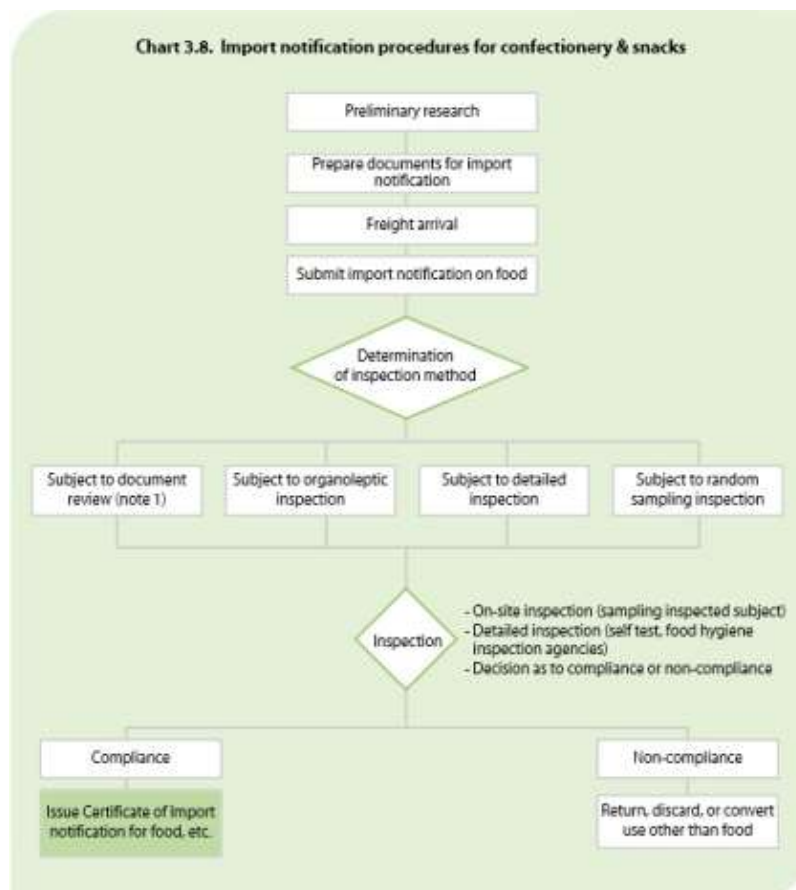 Chart 3.8. Import notification procedures for confectionery & snacks
Preliminary research
Prepare documents for import
notification
Freight arrival
Submit import notification on food
Determination
of inspection method
Subject to document
review (note 1)
Subject to organoleptic
inspection
Subject to detailed
inspection
Subject to random
sampling inspection
Inspection
- On-site inspection (sampling inspected subject)
- Detailed inspection (self test, food hygiene
inspection agencies)
- Decision as to compliance or non-compliance
Compliance
Non-compliance
Issue Certificate of import
notification for food, etc.
Return, discard, or convert
use other than food